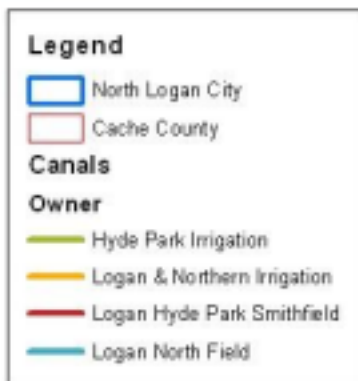 Legend
North Logan City
Cache County
Canals
Owner
Hyde Park Irrigation
Logan & Northern Irrigation
Logan Hyde Park Smithfield
Logan North Field